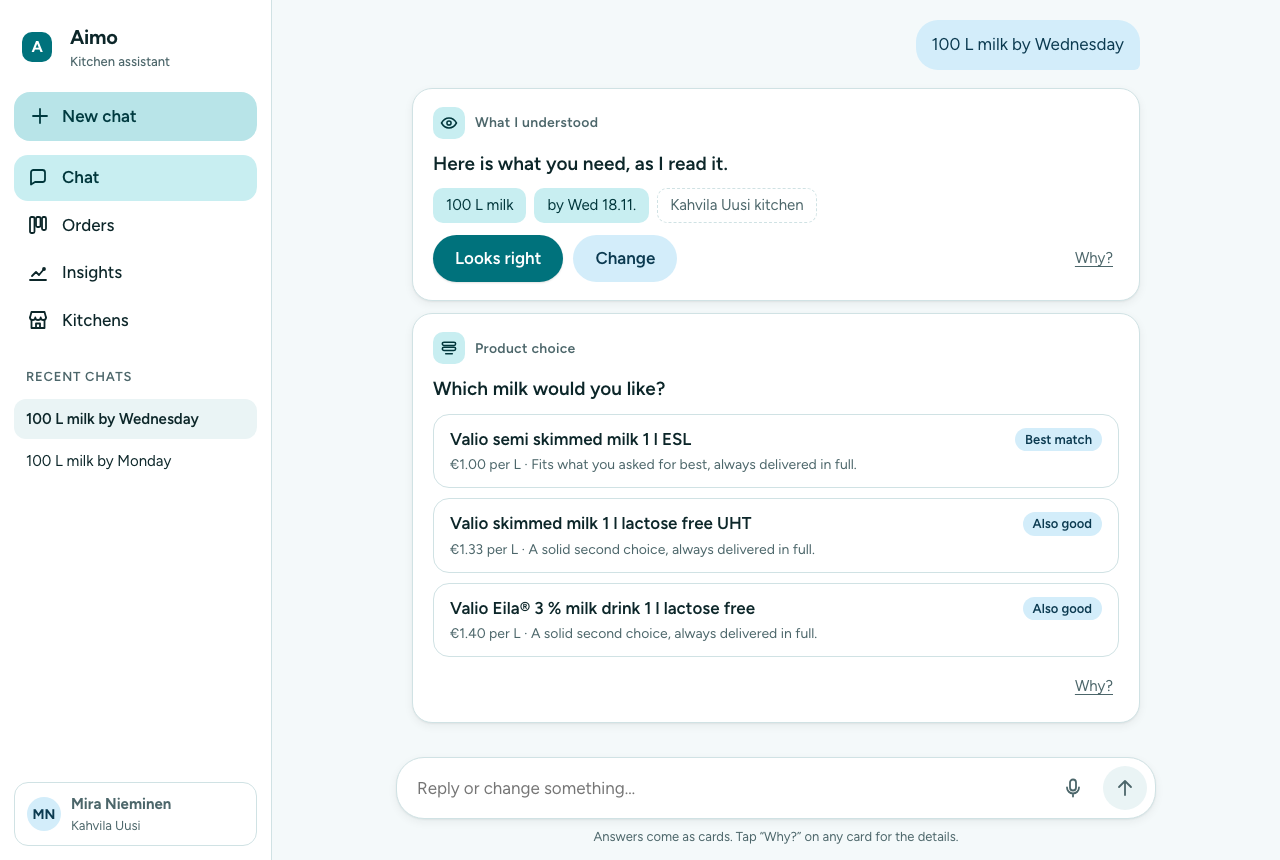 A
Aimo
Kitchen assistant
New chat
Chat
Orders
Insights
Kitchens
RECENT CHATS
100 L milk by Wednesday
100 L milk by Monday
MN
Mira Nieminen
Kahvila Uusi
100 L milk by Wednesday
What I understood
Here is what you need, as I read it.
100 L milk
by Wed 18.11.
Kahvila Uusi kitchen
Looks right
Change
Why?
Product choice
Which milk would you like?
Valio semi skimmed milk 1 l ESL
Best match
€1.00 per L · Fits what you asked for best, always delivered in full.
Valio skimmed milk 1 l lactose free UHT
Also good
€1.33 per L · A solid second choice, always delivered in full.
Valio Eila® 3 % milk drink 1 l lactose free
Also good
€1.40 per L · A solid second choice, always delivered in full.
Why?
Reply or change something…
Answers come as cards. Tap “Why?” on any card for the details.